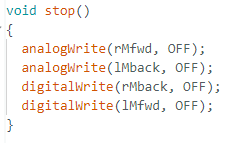 void stop()
{
  analogWrite(rMfwd, OFF);
  analogWrite(lMback, OFF);
  digitalWrite(rMback, OFF);
  digitalWrite(lMfwd, OFF);
}